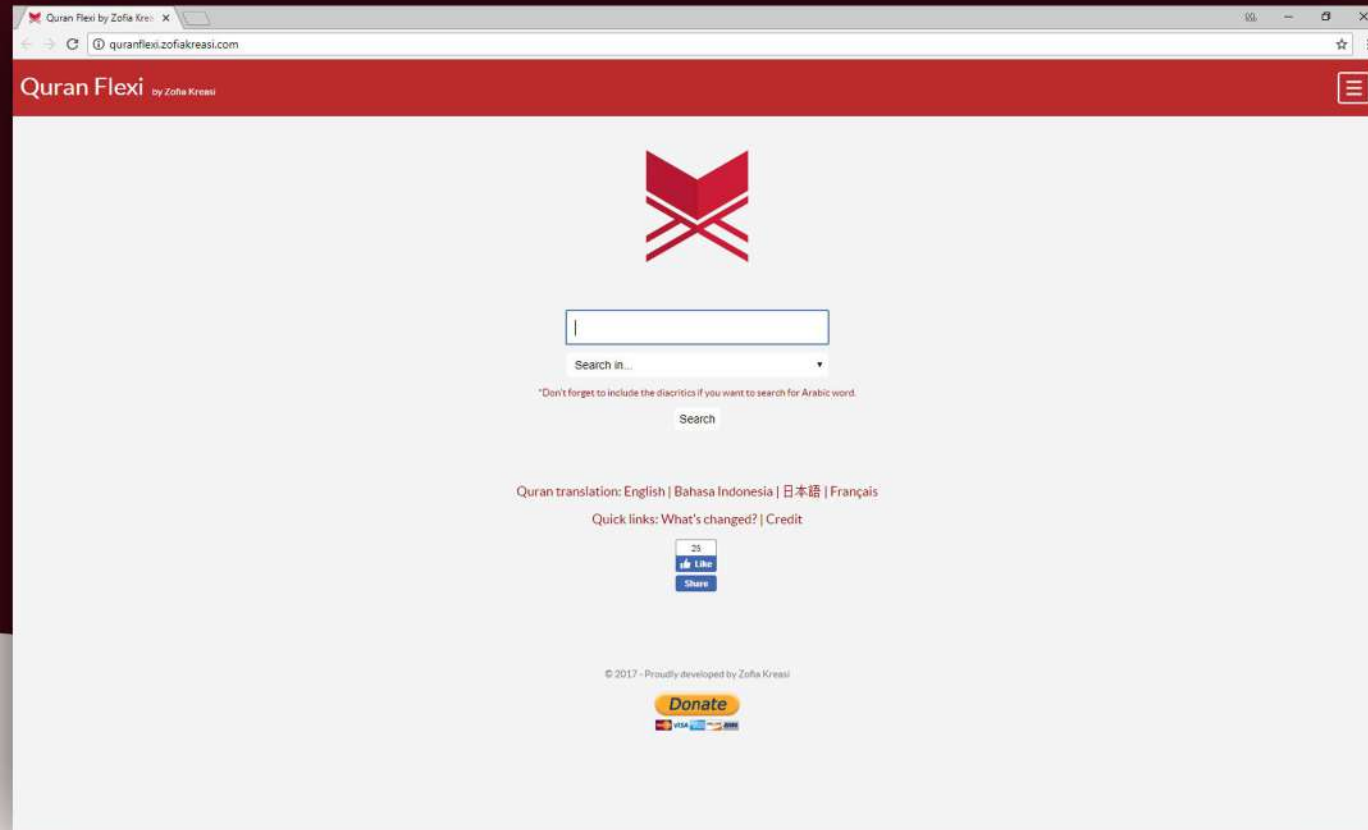 Quran Flexi by Zofia Krea
quranflexi.zofiakreasi.com
Quran Flexi by Zofia Kreasi
Search in...
*Don't forget to include the diacritics if you want to search for Arabic word.
Search
Quran translation: English | Bahasa Indonesia | 日本語 | Français
Quick links: What's changed? | Credit
25
Like
Share
© 2017 - Proudly developed by Zofia Kreasi
Donate
VISA